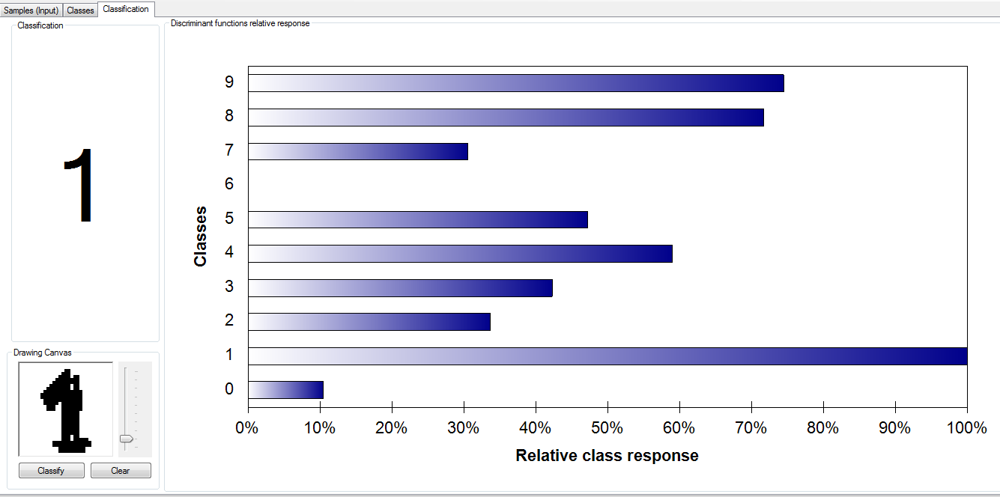 Samples (Input) Classes Classification
Classification
1
Drawing Canvas
1
Classify Clear
Discriminant functions relative response
Classes
9
8
7
6
5
4
3
2
1
0
0% 10% 20% 30% 40% 50% 60% 70% 80% 90% 100%
Relative class response